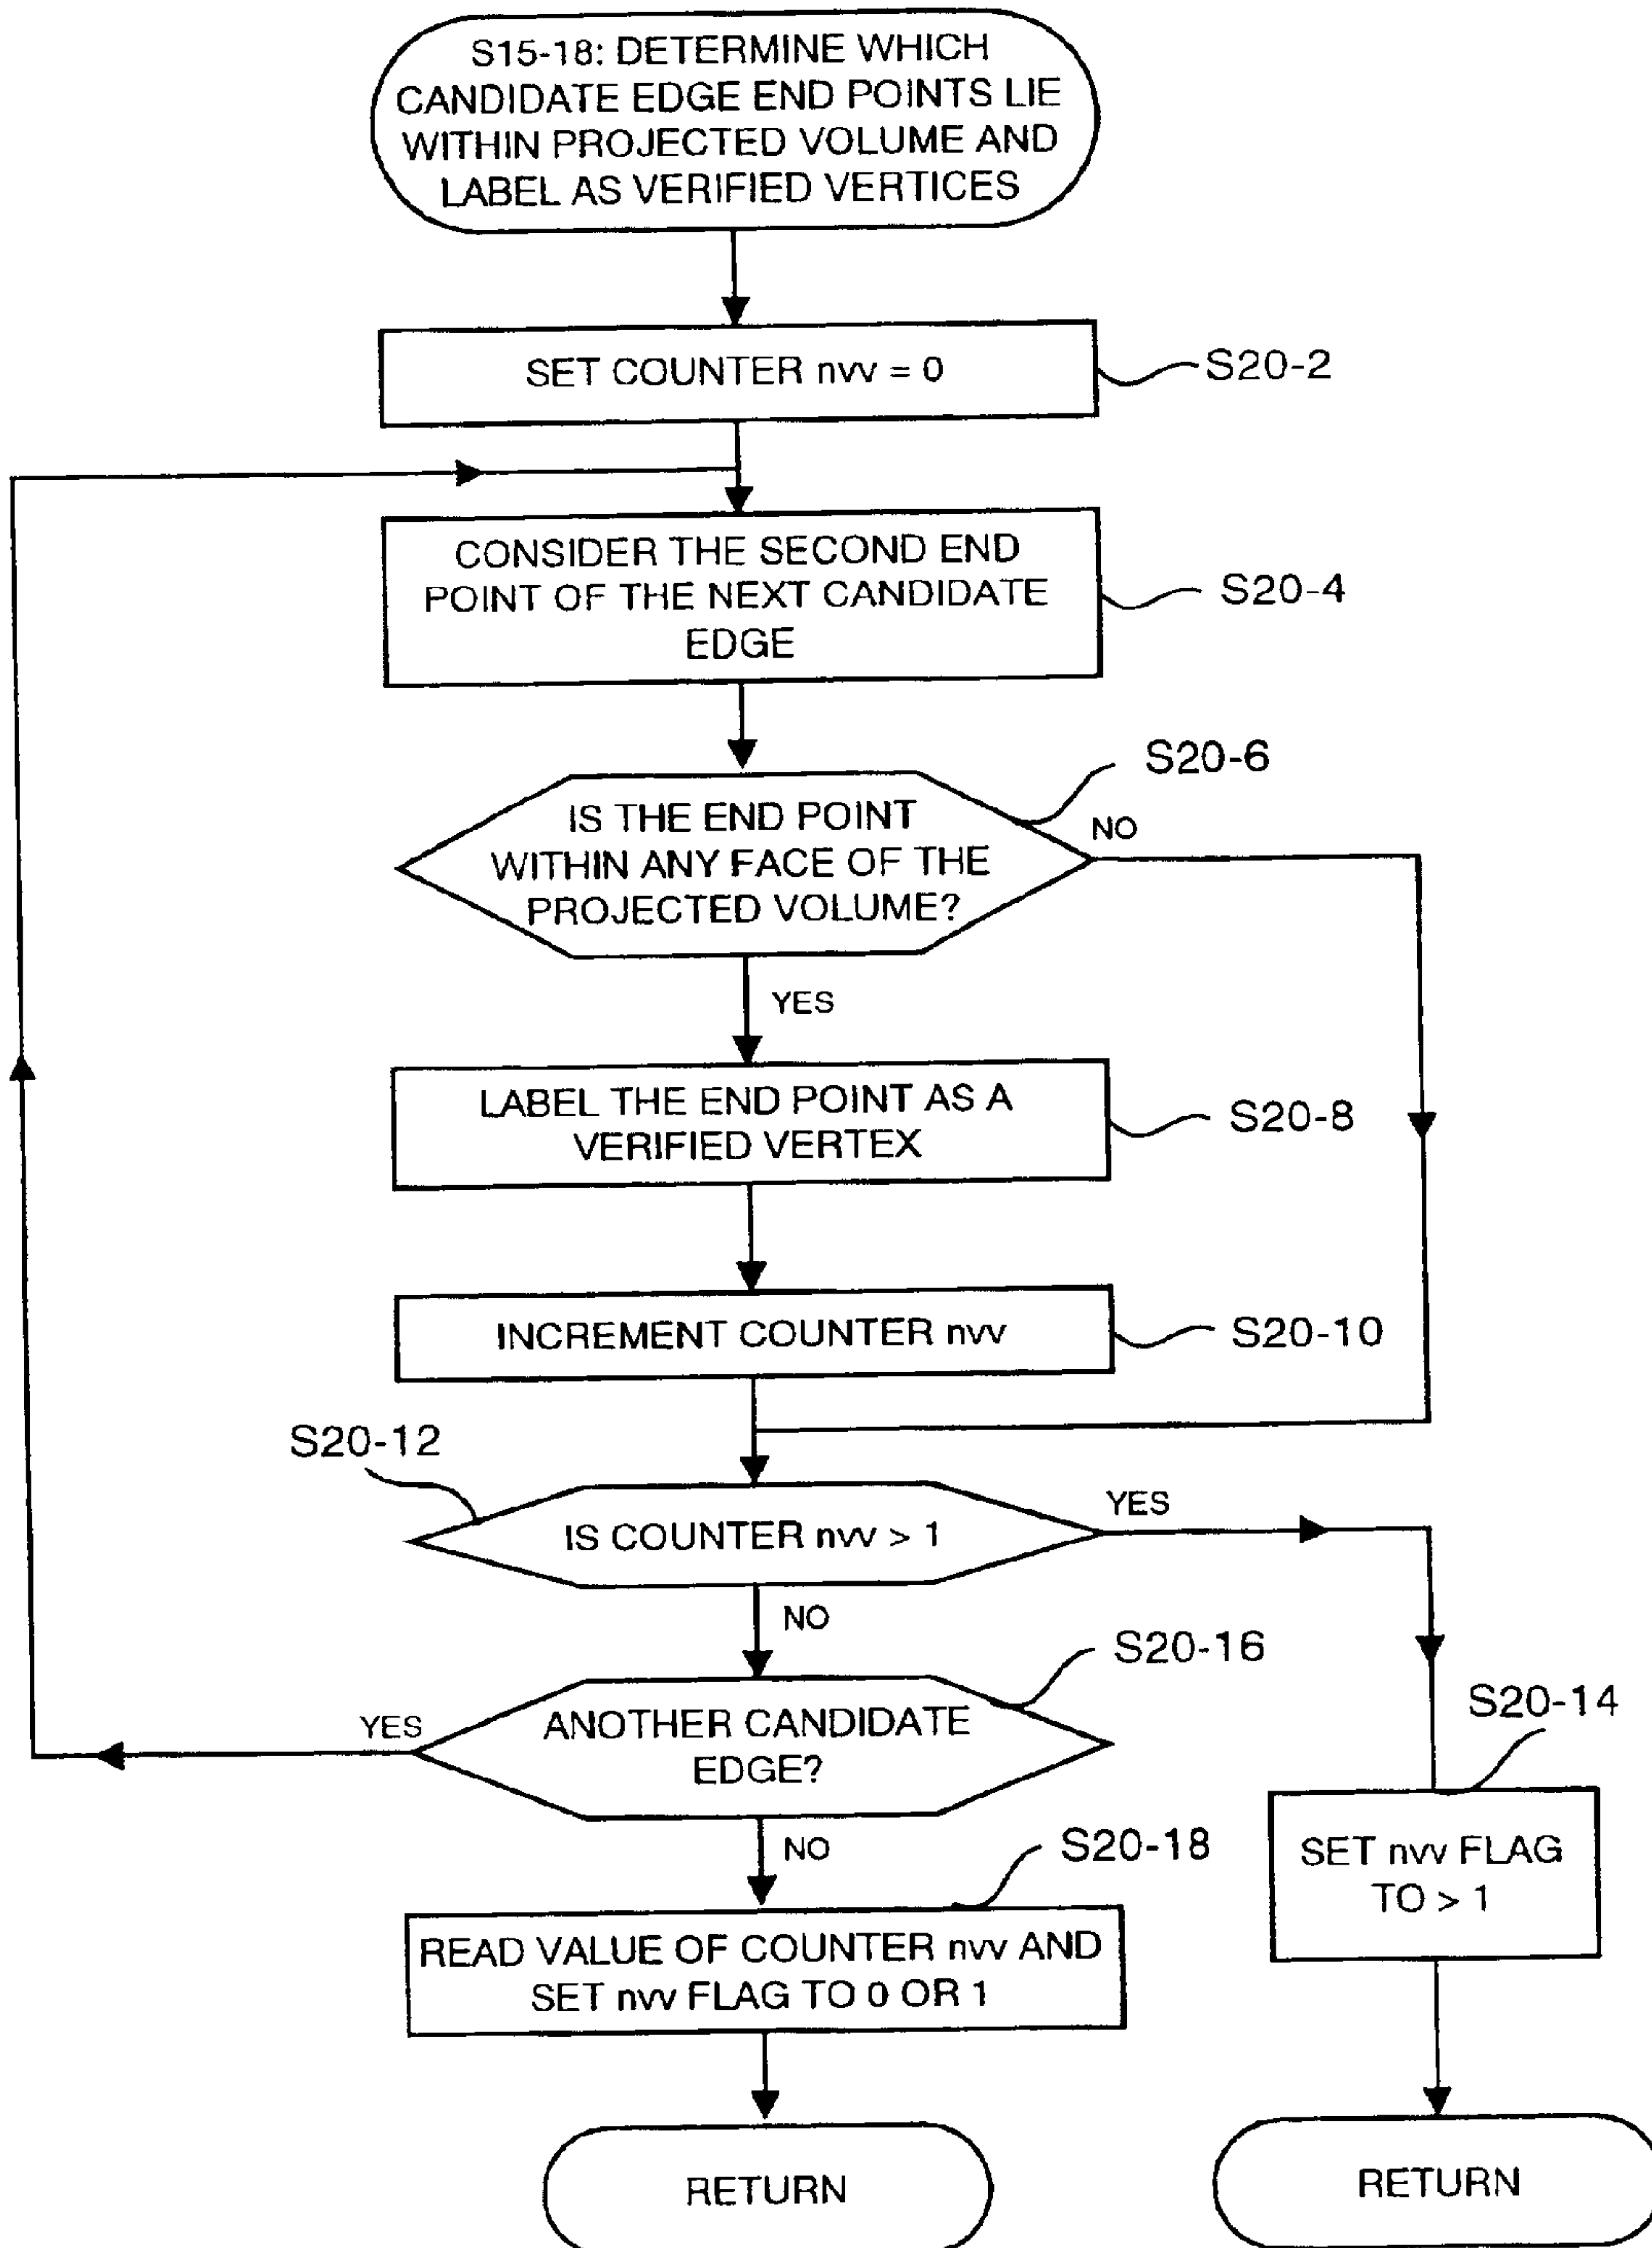 S15-18: DETERMINE WHICH
CANDIDATE EDGE END POINTS LIE
WITHIN PROJECTED VOLUME AND
LABEL AS VERIFIED VERTICES
SET COUNTER nvv = 0
S20-2
CONSIDER THE SECOND END
POINT OF THE NEXT CANDIDATE
EDGE
S20-4
S20-6
IS THE END POINT
WITHIN ANY FACE OF THE
PROJECTED VOLUME?
NO
YES
LABEL THE END POINT AS A
VERIFIED VERTEX
S20-8
INCREMENT COUNTER nvv
S20-10
S20-12
IS COUNTER nvv > 1
YES
NO
S20-16
ANOTHER CANDIDATE
EDGE?
YES
NO
S20-14
SET nvv FLAG
TO > 1
S20-18
READ VALUE OF COUNTER nvv AND
SET nvv FLAG TO 0 OR 1
RETURN
RETURN